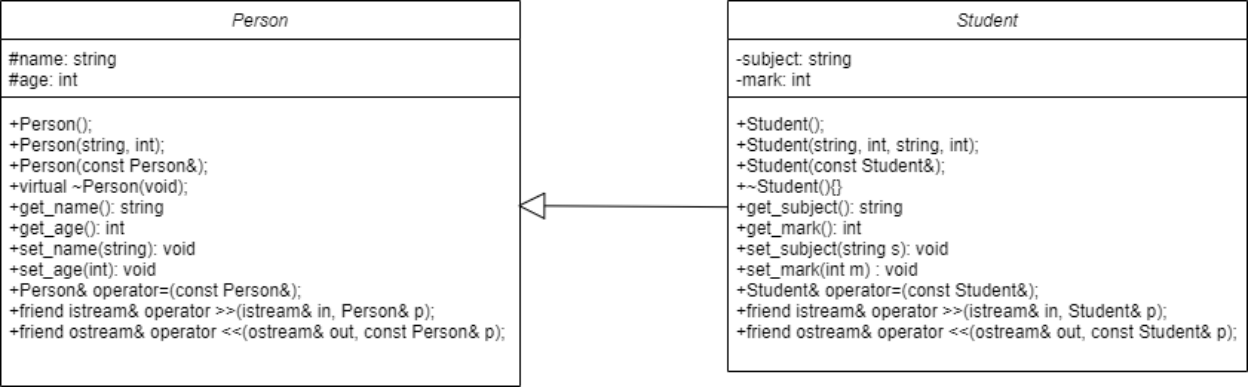 Person
#name: string
#age: int
+Person();
+Person(string, int);
+Person(const Person&);
+virtual ~Person(void);
+get_name(): string
+get_age(): int
+set_name(string): void
+set_age(int): void
+Person& operator=(const Person&);
+friend istream& operator >>(istream& in, Person& p);
+friend ostream& operator <<(ostream& out, const Person& p);
Student
-subject: string
-mark: int
+Student();
+Student(string, int, string, int);
+Student(const Student&);
+~Student(){}
+get_subject(): string
+get_mark(): int
+set_subject(string s): void
+set_mark(int m) : void
+Student& operator=(const Student&);
+friend istream& operator >>(istream& in, Student& p);
+friend ostream& operator <<(ostream& out, const Student& p);